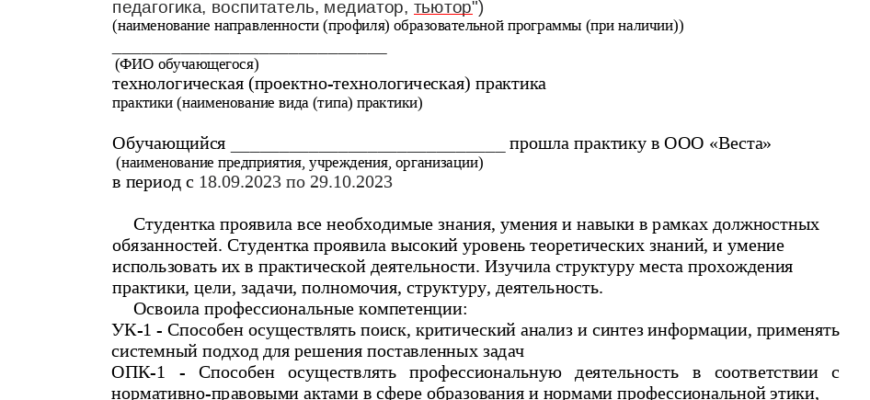 педагогика, воспитатель, медиатор, тьютор")
(наименование направленности (профиля) образовательной программы (при наличии))
______________________________
(ФИО обучающегося)
технологическая (проектно-технологическая) практика
практики (наименование вида (типа) практики)
Обучающийся ______________________________ прошла практику в ООО «Веста»
(наименование предприятия, учреждения, организации)
в период с 18.09.2023 по 29.10.2023
Студентка проявила все необходимые знания, умения и навыки в рамках должностных
обязанностей. Студентка проявила высокий уровень теоретических знаний, и умение
использовать их в практической деятельности. Изучила структуру места прохождения
практики, цели, задачи, полномочия, структуру, деятельность.
Освоила профессиональные компетенции:
УК-1 - Способен осуществлять поиск, критический анализ и синтез информации, применять
системный подход для решения поставленных задач
ОПК-1 - Способен осуществлять профессиональную деятельность в соответствии с
нормативно-правовыми актами в сфере образования и нормами профессиональной этики,